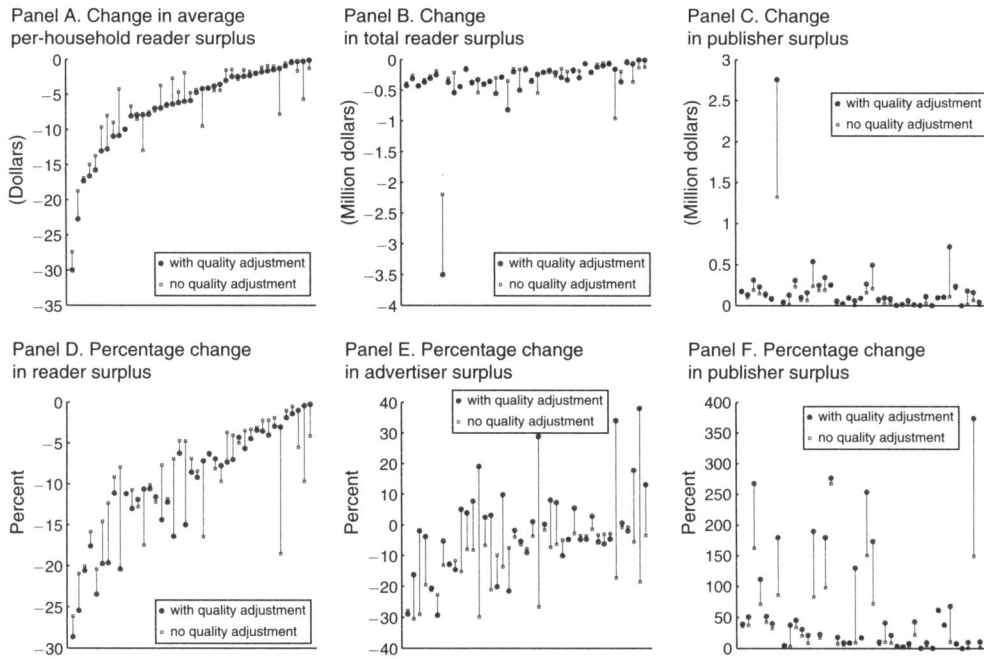 Panel A. Change in average
per-household reader surplus
(Dollars)
0
−5
−10
−15
−20
−25
−30
−35
with quality adjustment
no quality adjustment
Panel B. Change
in total reader surplus
(Million dollars)
0
−0.5
−1
−1.5
−2
−2.5
−3
−3.5
−4
with quality adjustment
no quality adjustment
Panel C. Change
in publisher surplus
(Million dollars)
3
2.5
2
1.5
1
0.5
0
with quality adjustment
no quality adjustment
Panel D. Percentage change
in reader surplus
Percent
0
−5
−10
−15
−20
−25
−30
with quality adjustment
no quality adjustment
Panel E. Percentage change
in advertiser surplus
Percent
40
30
20
10
0
−10
−20
−30
−40
with quality adjustment
no quality adjustment
Panel F. Percentage change
in publisher surplus
Percent
400
350
300
250
200
150
100
50
0
with quality adjustment
no quality adjustment